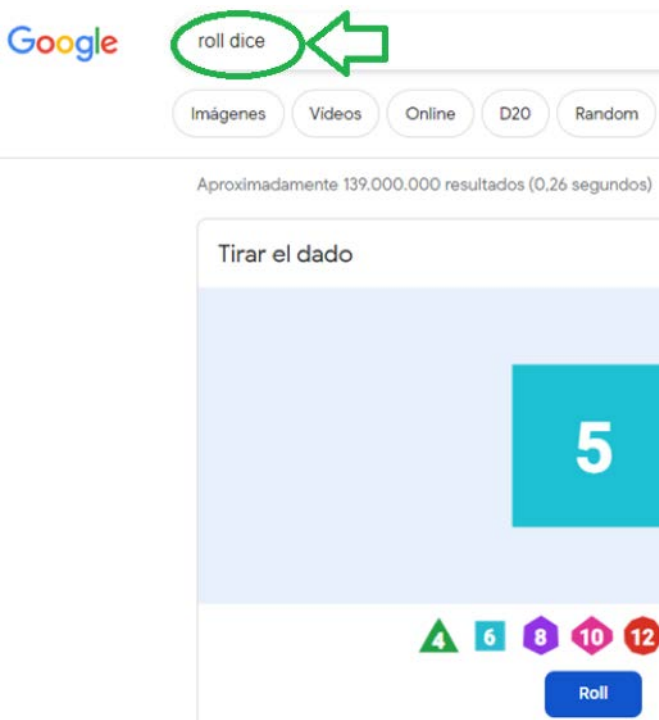 Google
roll dice
Imágenes Videos Online D20 Random
Aproximadamente 139.000.000 resultados (0,26 segundos)
Tirar el dado
5
4 6 8 10 12
Roll